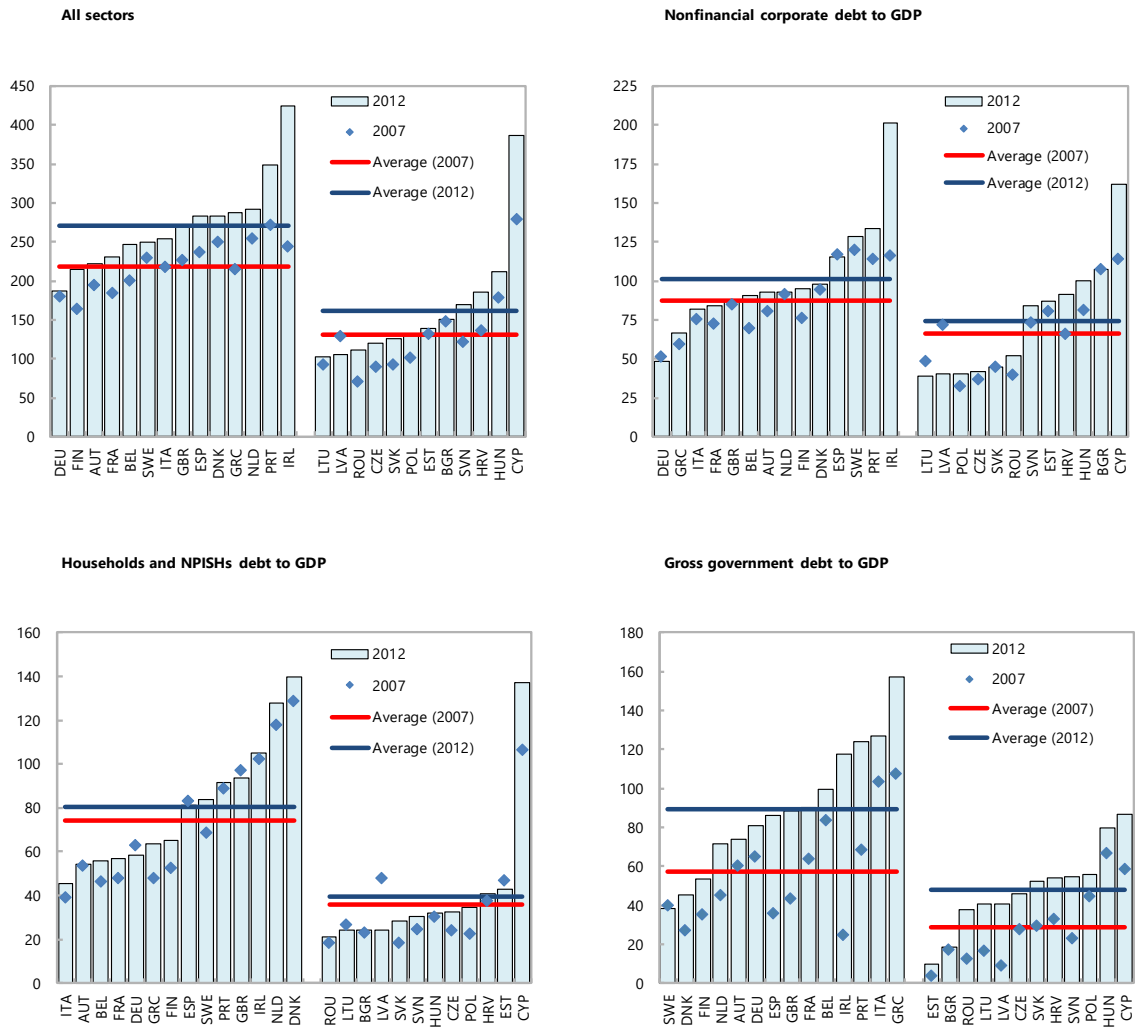 All sectors
450
400
350
300
250
200
150
100
50
0
2012
2007
Average (2007)
Average (2012)
DEU FIN AUT FRA BEL SWE ITA GBR ESP DNK GRC NLD PRT IRL LTU LVA ROU CZE SVK POL EST BGR SVN HRV HUN CYP
Nonfinancial corporate debt to GDP
225
200
175
150
125
100
75
50
25
0
2012
2007
Average (2007)
Average (2012)
DEU GRC ITA FRA GBR BEL AUT NLD FIN DNK ESP SWE PRT IRL LTU LVA POL CZE SVK ROU SVN EST HRV HUN BGR CYP
Households and NPISHs debt to GDP
160
140
120
100
80
60
40
20
0
2012
2007
Average (2007)
Average (2012)
ITA AUT BEL FRA DEU GRC FIN ESP SWE PRT GBR IRL NLD DNK ROU LTU BGR LVA SVK SVN HUN CZE POL HRV EST CYP
Gross government debt to GDP
180
160
140
120
100
80
60
40
20
0
2012
2007
Average (2007)
Average (2012)
SWE DNK FIN NLD AUT DEU ESP GBR FRA BEL IRL PRT ITA GRC EST BGR ROU LTU LVA CZE SVK HRV SVN POL HUN CYP